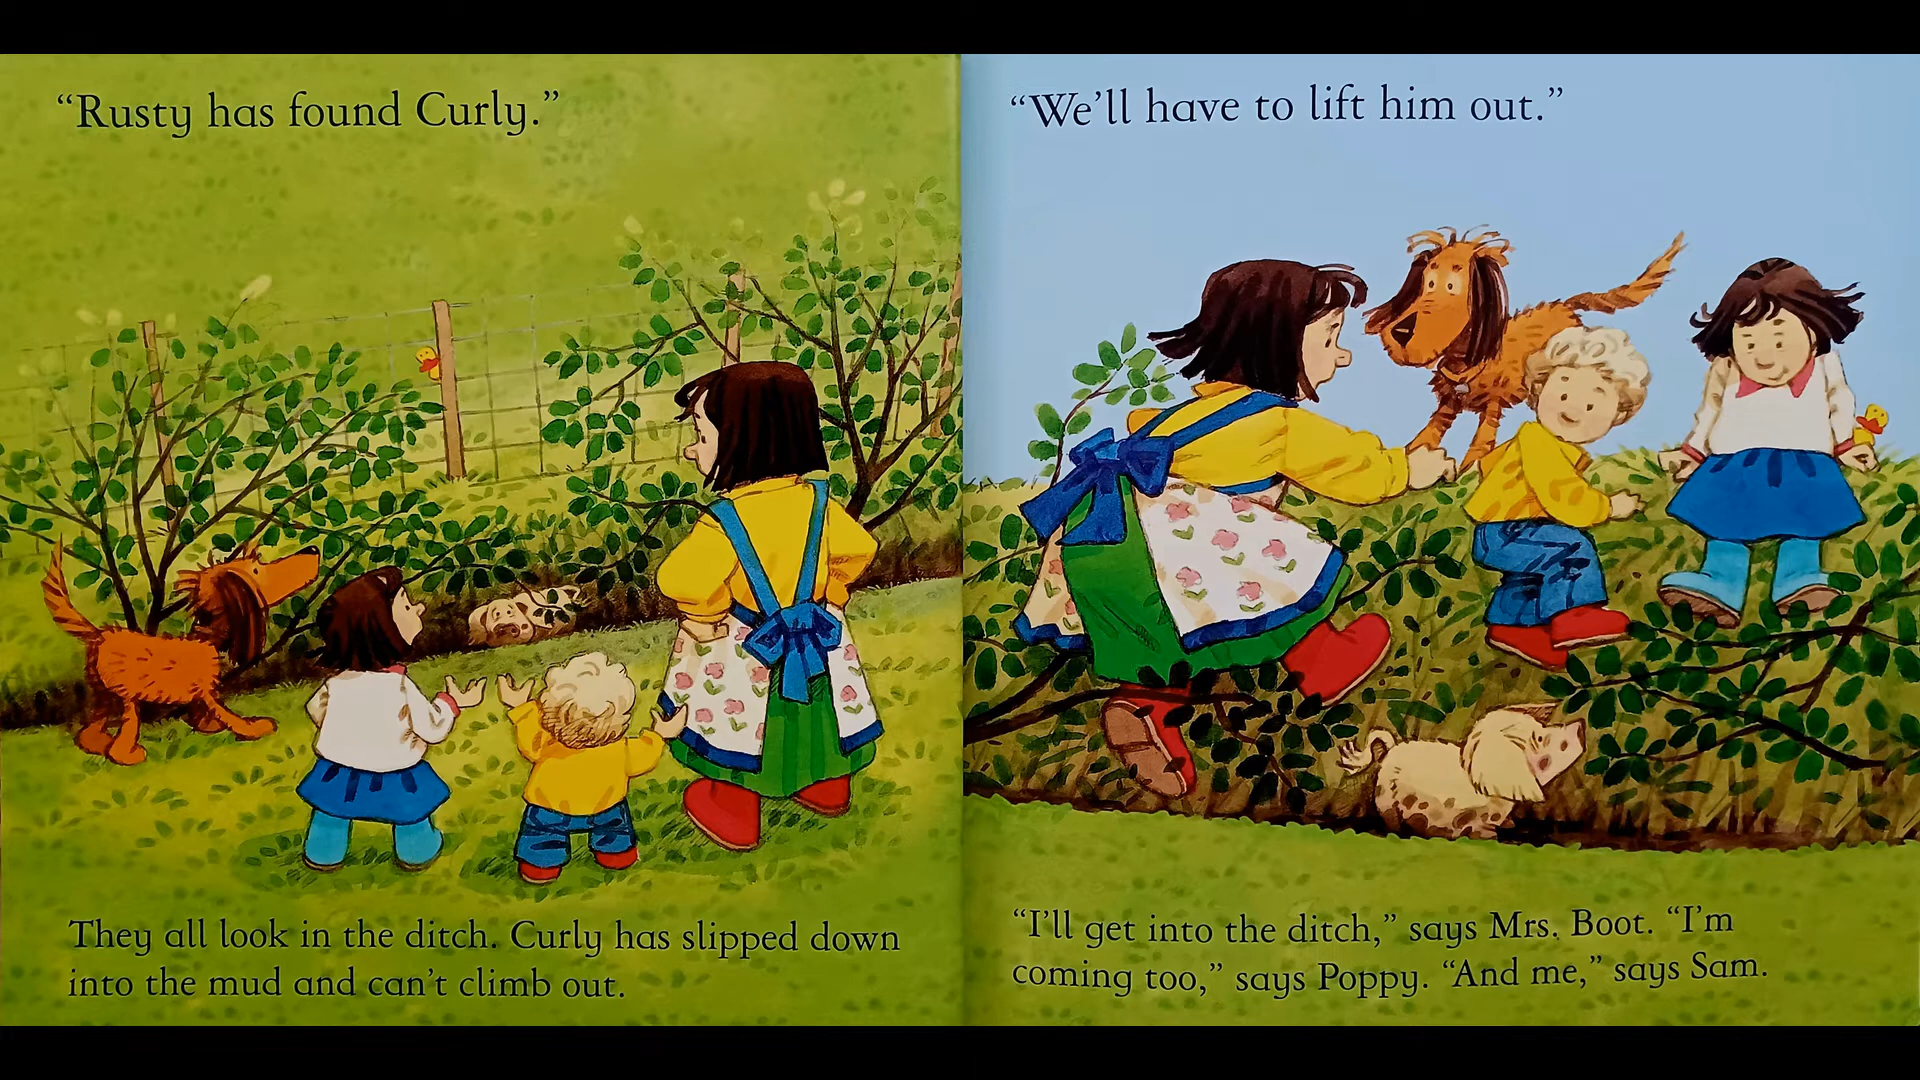 “Rusty has found Curly.”
They all look in the ditch. Curly has slipped down
into the mud and can’t climb out.
“We’ll have to lift him out.”
“I’ll get into the ditch,” says Mrs. Boot. “I’m
coming too,” says Poppy. “And me,” says Sam.